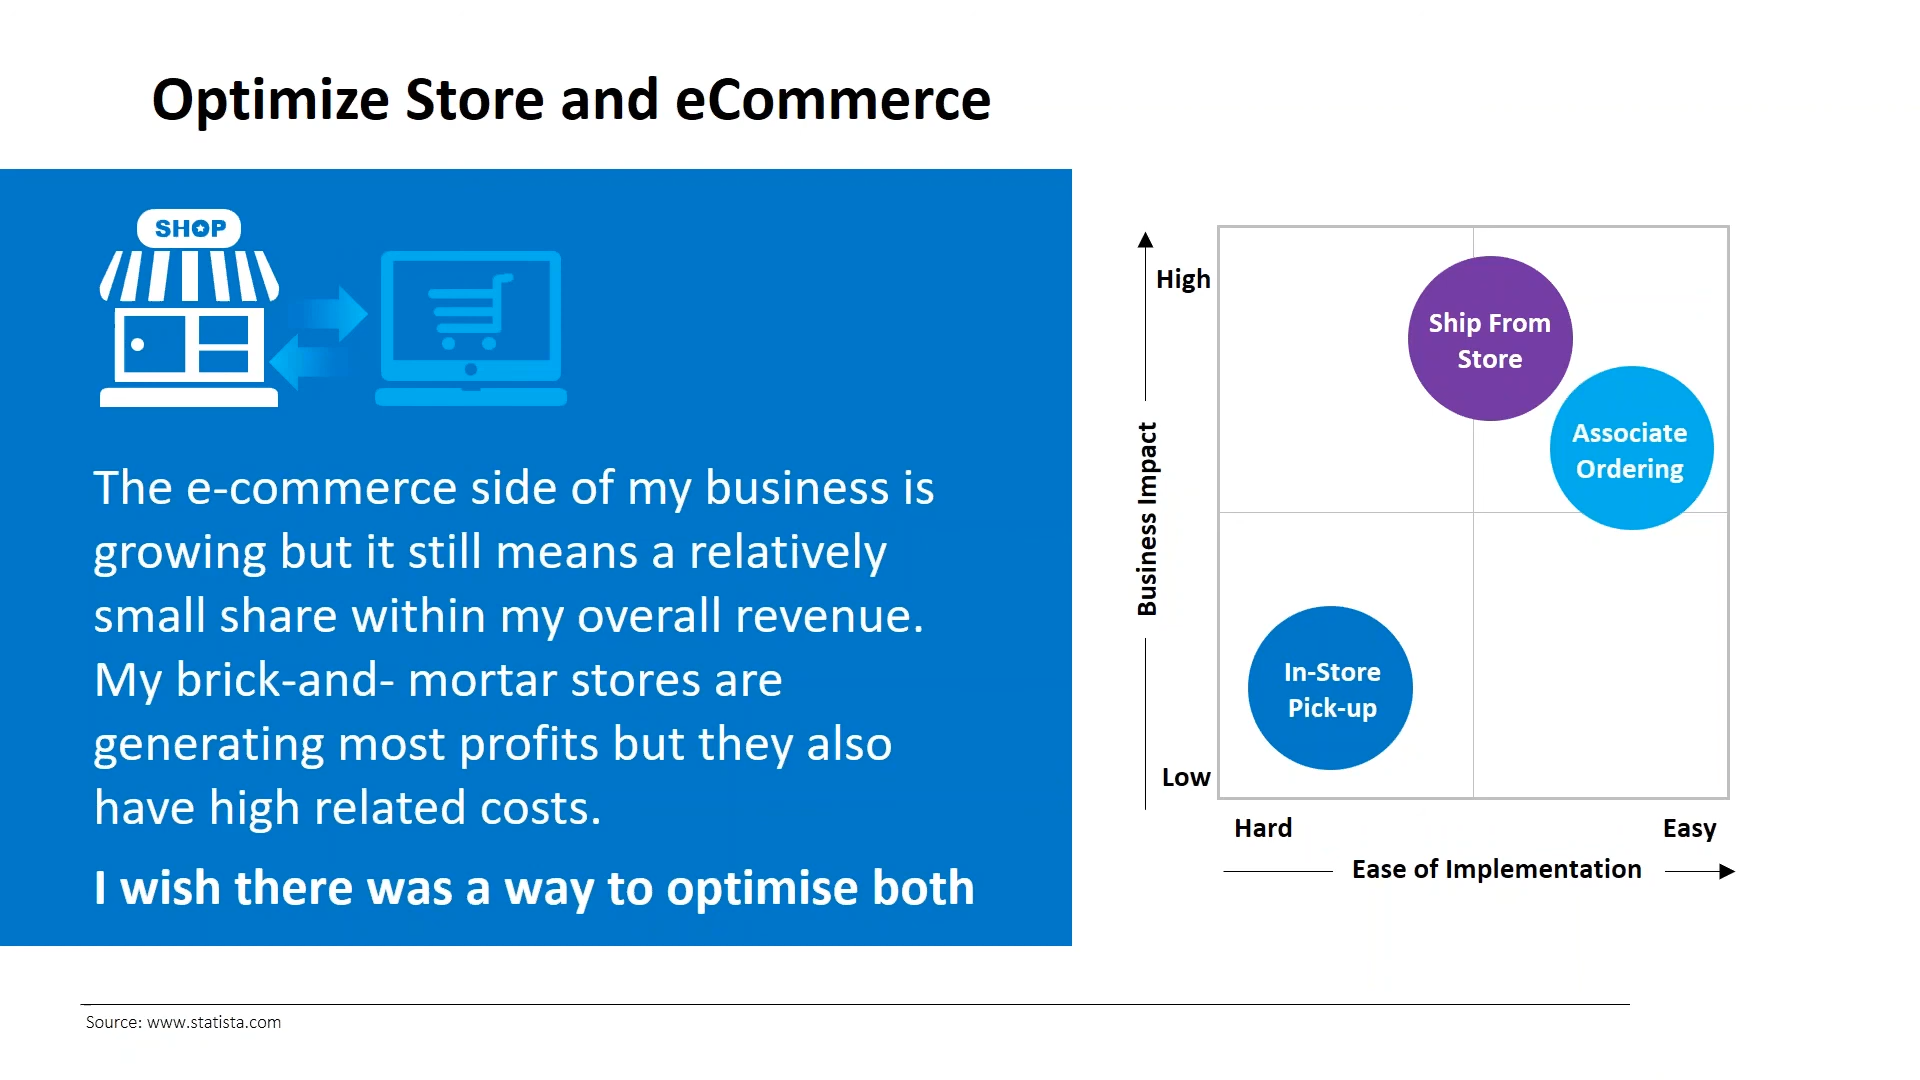 Optimize Store and eCommerce
SHOP
The e-commerce side of my business is
growing but it still means a relatively
small share within my overall revenue.
My brick-and- mortar stores are
generating most profits but they also
have high related costs.
I wish there was a way to optimise both
High
Business Impact
Low
Ship From
Store
Associate
Ordering
In-Store
Pick-up
Hard
Easy
Ease of Implementation
Source: www.statista.com